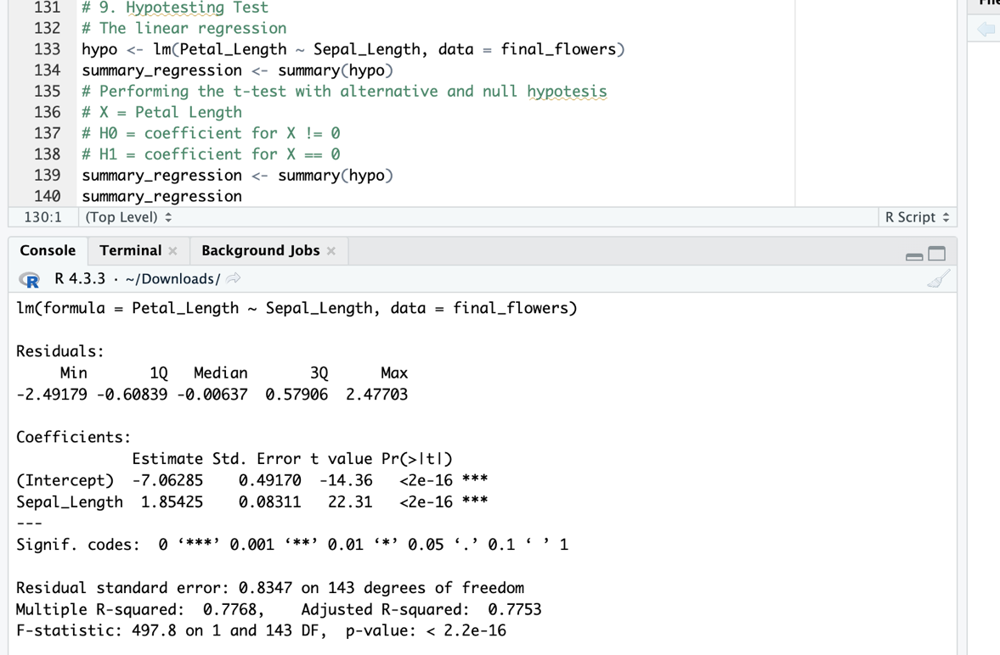 131 # 9. Hypotesting Test
132 # The linear regression
133 hypo <- lm(Petal_Length ~ Sepal_Length, data = final_flowers)
134 summary_regression <- summary(hypo)
135 # Performing the t-test with alternative and null hypotesis
136 # X = Petal Length
137 # H0 = coefficient for X != 0
138 # H1 = coefficient for X == 0
139 summary_regression <- summary(hypo)
140 summary_regression
130:1 (Top Level) R Script
Console Terminal Background Jobs
R 4.3.3 · ~/Downloads/
lm(formula = Petal_Length ~ Sepal_Length, data = final_flowers)
Residuals:
Min 1Q Median 3Q Max
-2.49179 -0.60839 -0.00637 0.57906 2.47703
Coefficients:
Estimate Std. Error t value Pr(>|t|)
(Intercept) -7.06285 0.49170 -14.36 <2e-16 ***
Sepal_Length 1.85425 0.08311 22.31 <2e-16 ***
---
Signif. codes: 0 ‘***’ 0.001 ‘**’ 0.01 ‘*’ 0.05 ‘.’ 0.1 ‘ ’ 1
Residual standard error: 0.8347 on 143 degrees of freedom
Multiple R-squared: 0.7768, Adjusted R-squared: 0.7753
F-statistic: 497.8 on 1 and 143 DF, p-value: < 2.2e-16